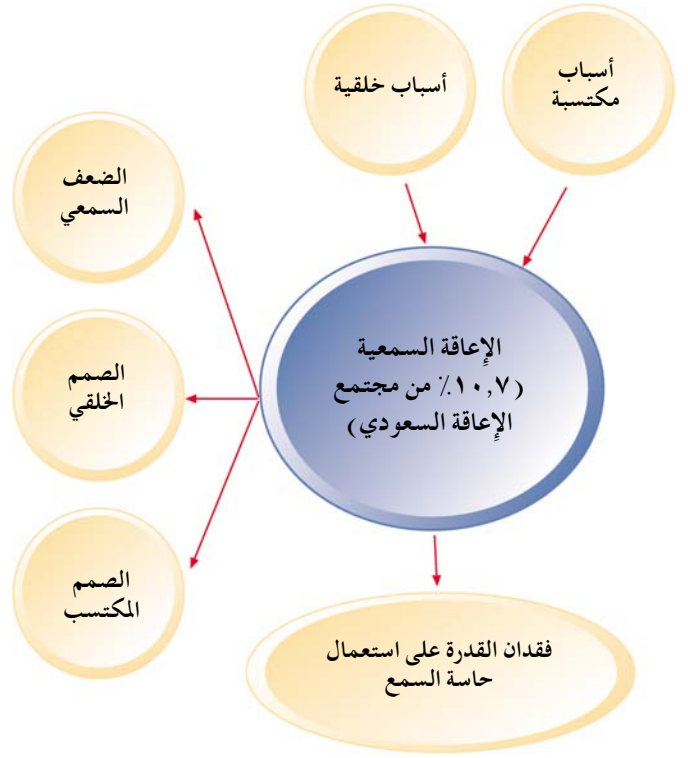 أسباب
مكتسبة
أسباب خلقية
الضعف
السمعي
الإعاقة السمعية
(١٠,٧٪ من مجتمع
الإعاقة السعودي)
الصمم
الخلقي
الصمم
المكتسب
فقدان القدرة على استعمال
حاسة السمع